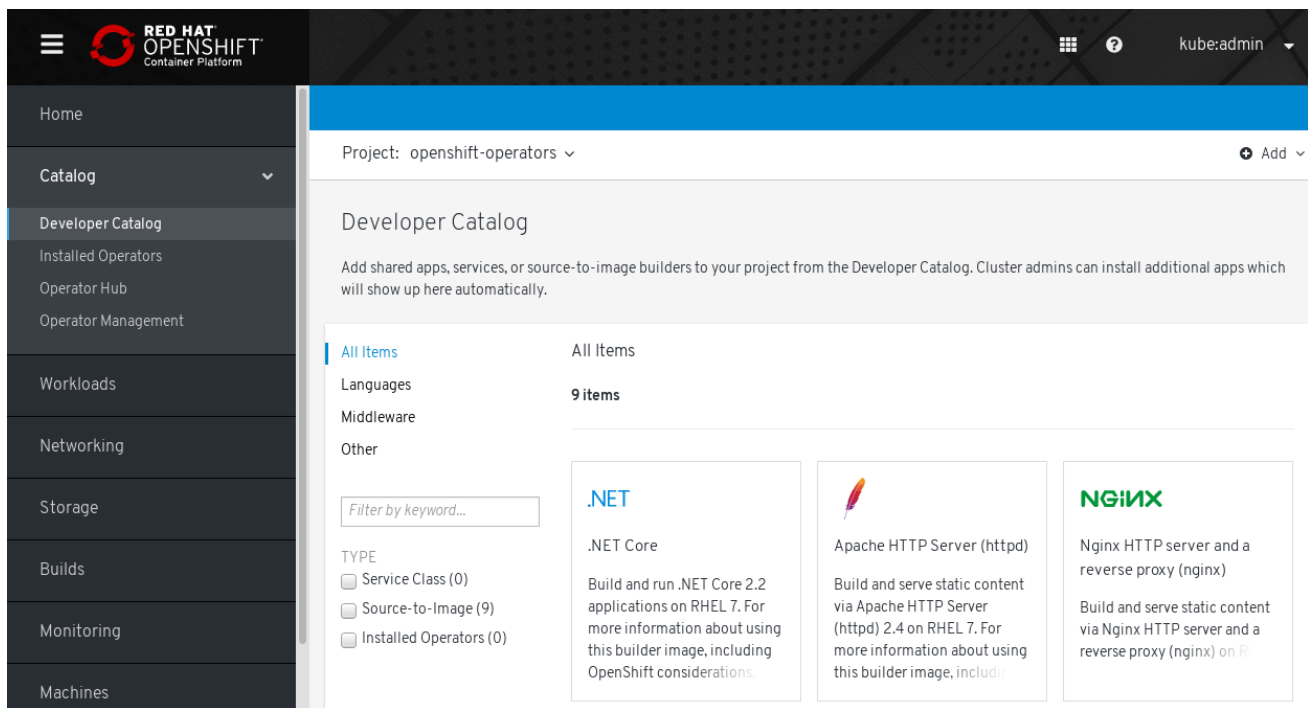 RED HAT
OPENSHIFT
Container Platform
kube:admin
Home
Catalog
Developer Catalog
Installed Operators
Operator Hub
Operator Management
Workloads
Networking
Storage
Builds
Monitoring
Machines
Project: openshift-operators
Add
Developer Catalog
Add shared apps, services, or source-to-image builders to your project from the Developer Catalog. Cluster admins can install additional apps which
will show up here automatically.
All Items
Languages
Middleware
Other
Filter by keyword...
TYPE
Service Class (0)
Source-to-Image (9)
Installed Operators (0)
All Items
9 items
.NET
.NET Core
Build and run .NET Core 2.2
applications on RHEL 7. For
more information about using
this builder image, including
OpenShift considerations,
Apache HTTP Server (httpd)
Build and serve static content
via Apache HTTP Server
(httpd) 2.4 on RHEL 7. For
more information about using
this builder image,
NGINX
Nginx HTTP server and a
reverse proxy (nginx)
Build and serve static content
via Nginx HTTP server and a
reverse proxy (nginx) on